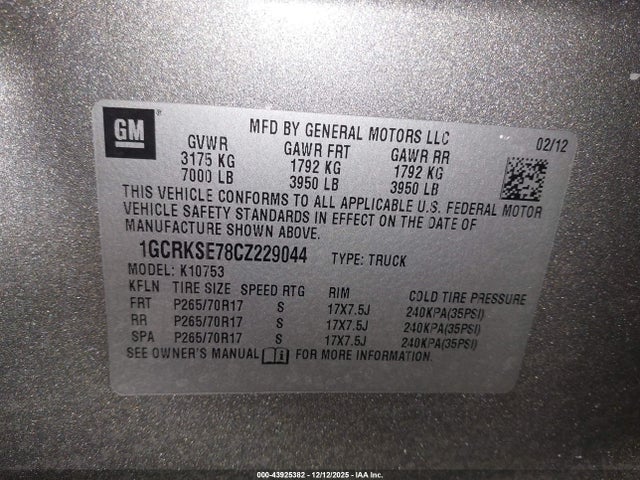 GM
MFD BY GENERAL MOTORS LLC
02/12
GVWR GAWR FRT GAWR RR
3175 KG 1792 KG 1792 KG
7000 LB 3950 LB 3950 LB
THIS VEHICLE CONFORMS TO ALL APPLICABLE U.S. FEDERAL MOTOR
VEHICLE SAFETY STANDARDS IN EFFECT ON THE DATE OF
MANUFACTURE SHOWN ABOVE.
1GCRKSE78CZ229044 TYPE: TRUCK
MODEL: K10753
KFLN TIRE SIZE SPEED RTG RIM COLD TIRE PRESSURE
FRT P265/70R17 S 17X7.5J 240KPA(35PSI)
RR P265/70R17 S 17X7.5J 240KPA(35PSI)
SPA P265/70R17 S 17X7.5J 240KPA(35PSI)
SEE OWNER'S MANUAL FOR MORE INFORMATION.
000-43925382 - 12/12/2025 - IAA Inc.